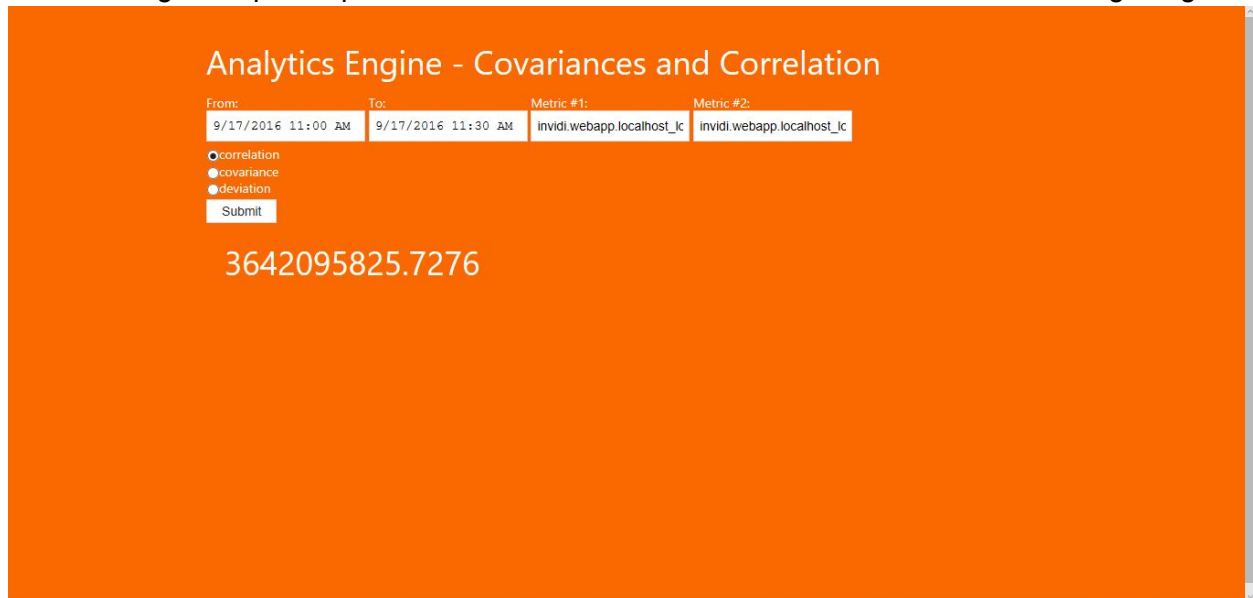 Analytics Engine - Covariances and Correlation
From: To: Metric #1: Metric #2:
9/17/2016 11:00 AM 9/17/2016 11:30 AM invidi.webapp.localhost_lc invidi.webapp.localhost_lc
correlation
covariance
deviation
Submit
3642095825.7276